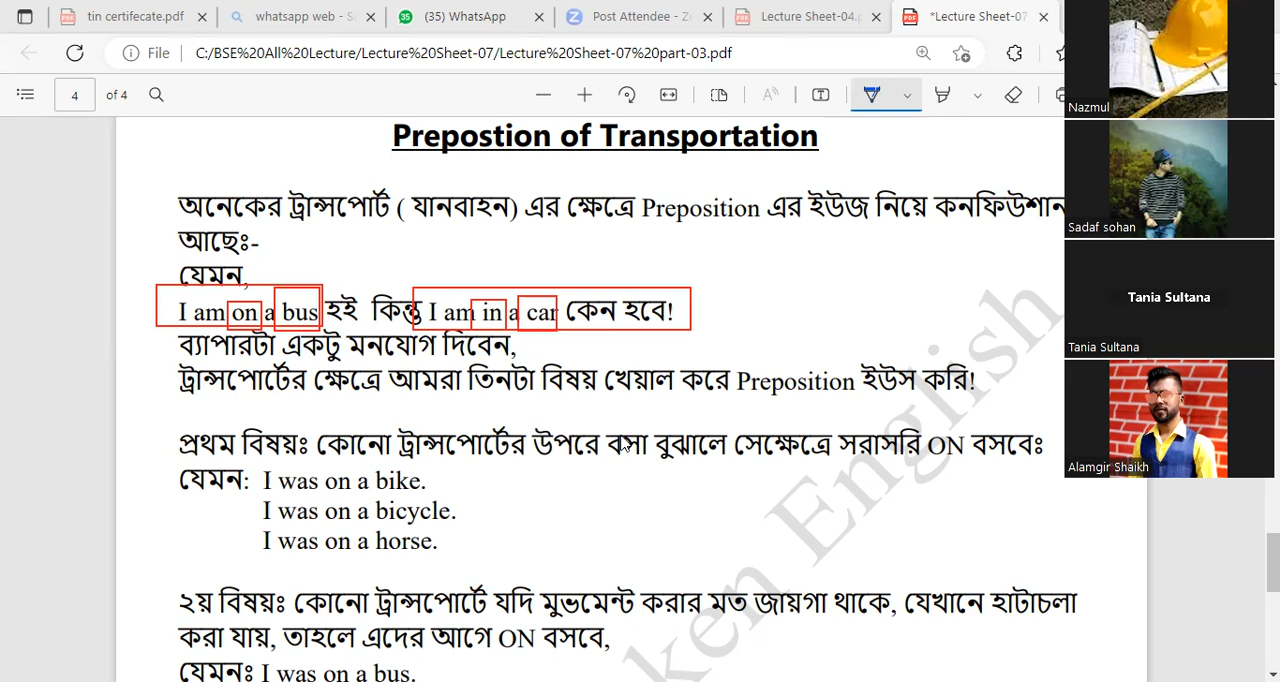 tin certifecate.pdf
whatsapp web - S
(35) WhatsApp
Post Attendee - Z
Lecture Sheet-04.
*Lecture Sheet-07
File
C:/BSE%20All%20Lecture/Lecture%20Sheet-07/Lecture%20Sheet-07%20part-03.pdf
4
of 4
Prepostion of Transportation
অনেকের ট্রান্সপোর্ট ( যানবাহন) এর ক্ষেত্রে Preposition এর ইউজ নিয়ে কনফিউশান
আছেঃ-
যেমন,
I am on a bus হই কিন্তু I am in a car কেন হবে!
ব্যাপারটা একটু মনযোগ দিবেন,
ট্রান্সপোর্টের ক্ষেত্রে আমরা তিনটা বিষয় খেয়াল করে Preposition ইউস করি!
প্রথম বিষয়ঃ কোনো ট্রান্সপোর্টের উপরে বসা বুঝালে সেক্ষেত্রে সরাসরি ON বসবেঃ
যেমন: I was on a bike.
I was on a bicycle.
I was on a horse.
২য় বিষয়ঃ কোনো ট্রান্সপোর্টে যদি মুভমেন্ট করার মত জায়গা থাকে, যেখানে হাটাচলা
করা যায়, তাহলে এদের আগে ON বসবে,
যেমনঃ I was on a bus.
ken English
Nazmul
Sadaf sohan
Tania Sultana
Tania Sultana
Alamgir Shaikh